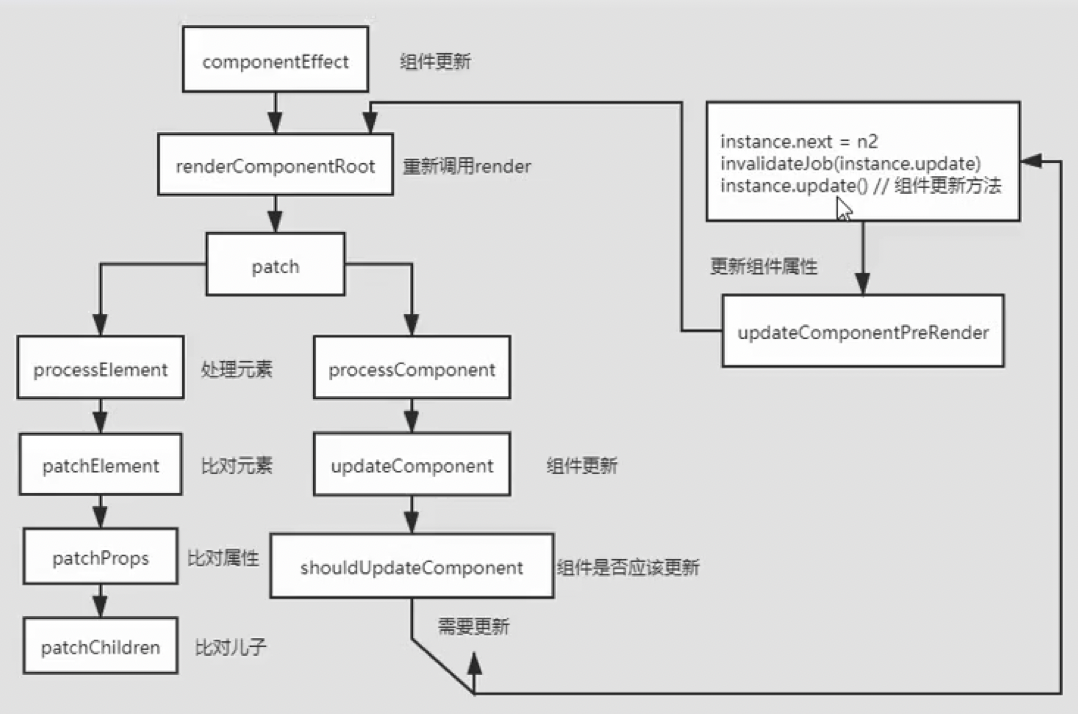 componentEffect 组件更新
renderComponentRoot 重新调用render
instance.next = n2
invalidateJob(instance.update)
instance.update() // 组件更新方法
patch
更新组件属性
updateComponentPreRender
processElement 处理元素
processComponent
patchElement 比对元素
updateComponent 组件更新
patchProps 比对属性
shouldUpdateComponent 组件是否应该更新
需要更新
patchChildren 比对儿子